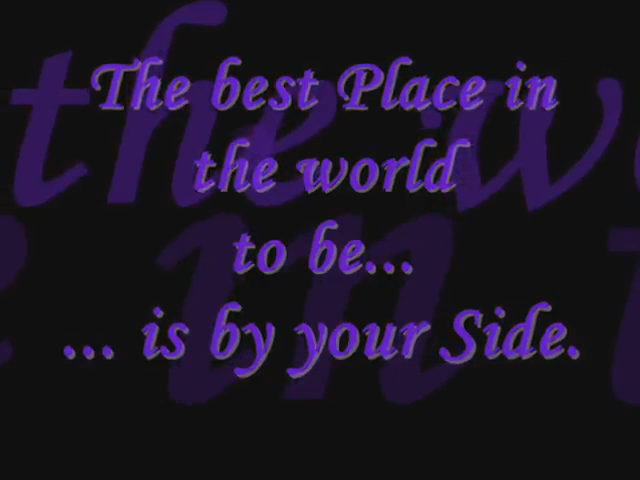 The best Place in
the world
to be...
... is by your Side.